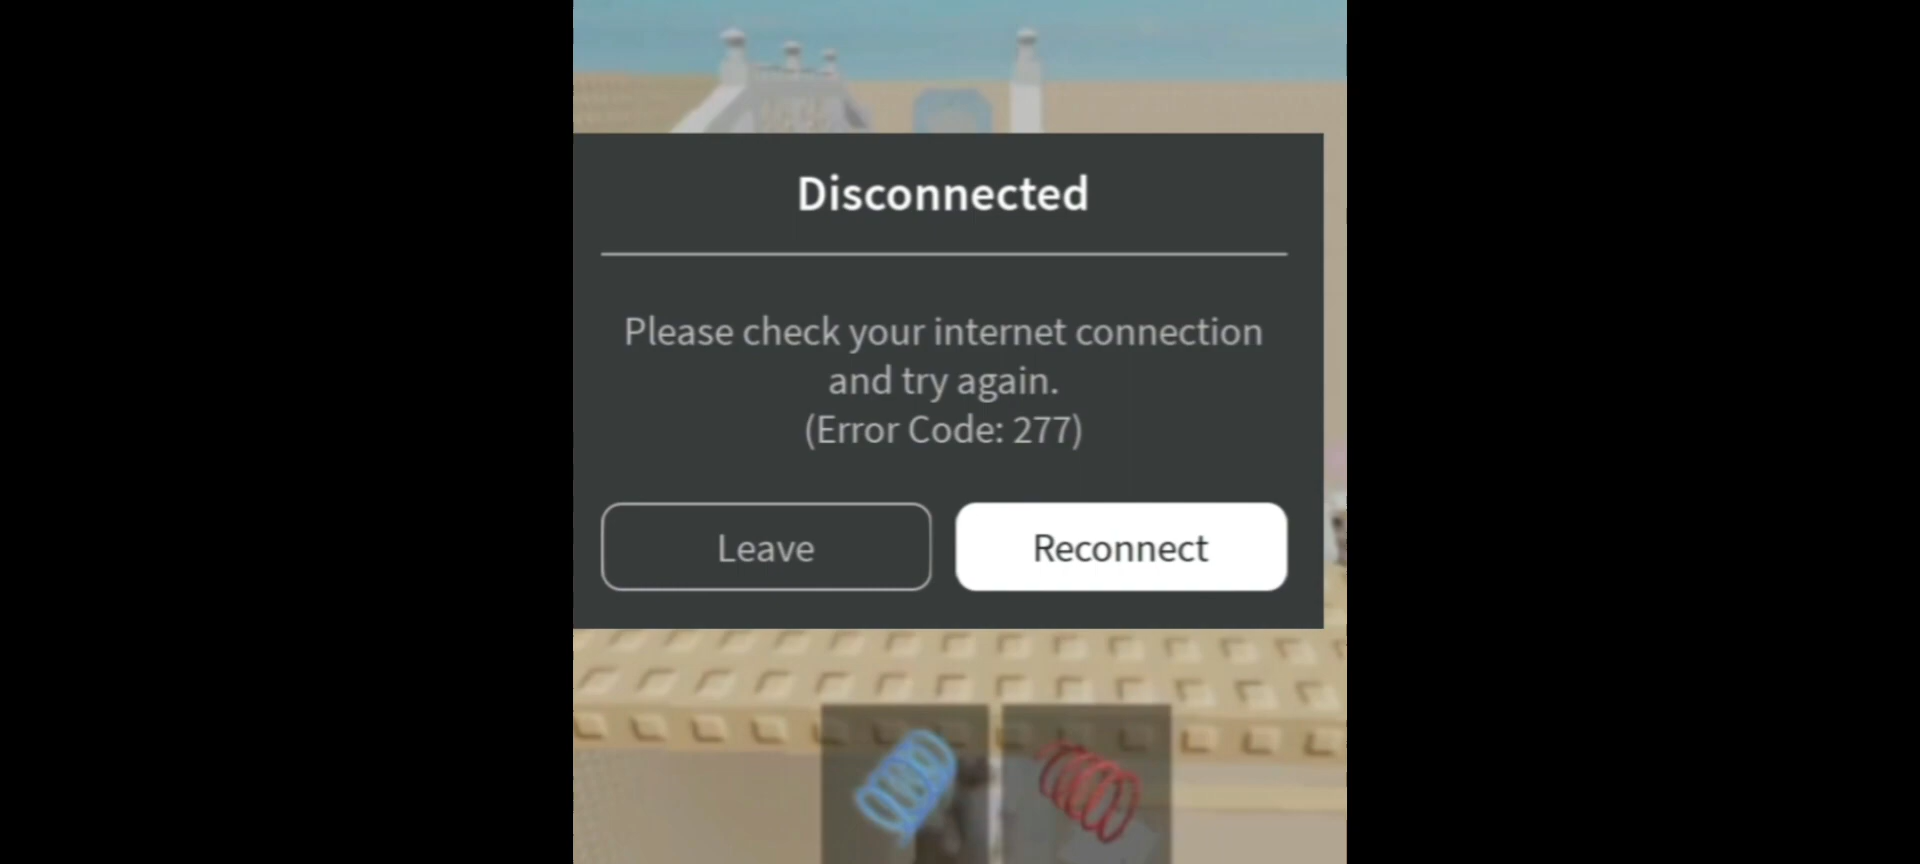 Disconnected
Please check your internet connection
and try again.
(Error Code: 277)
Leave
Reconnect